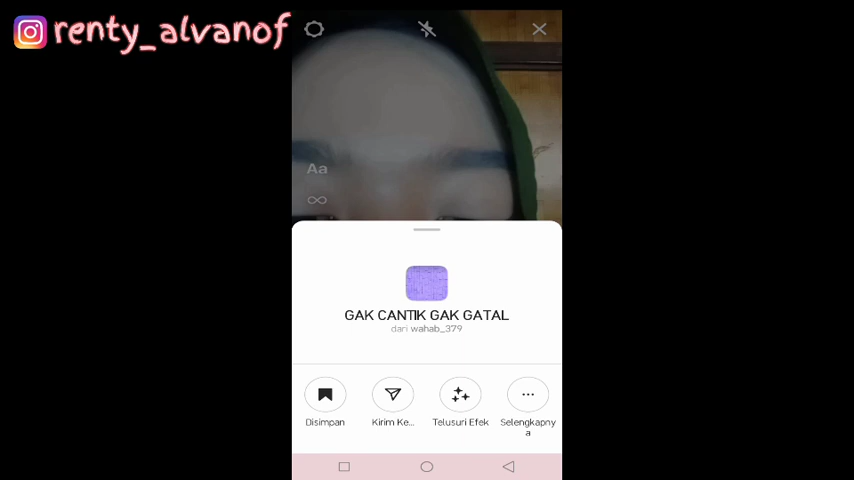 renty_alvanof
Aa
GAK CANTIK GAK GATAL
dari wahab_379
Disimpan
Kirim Ke...
Telusuri Efek
Selengkapny
a